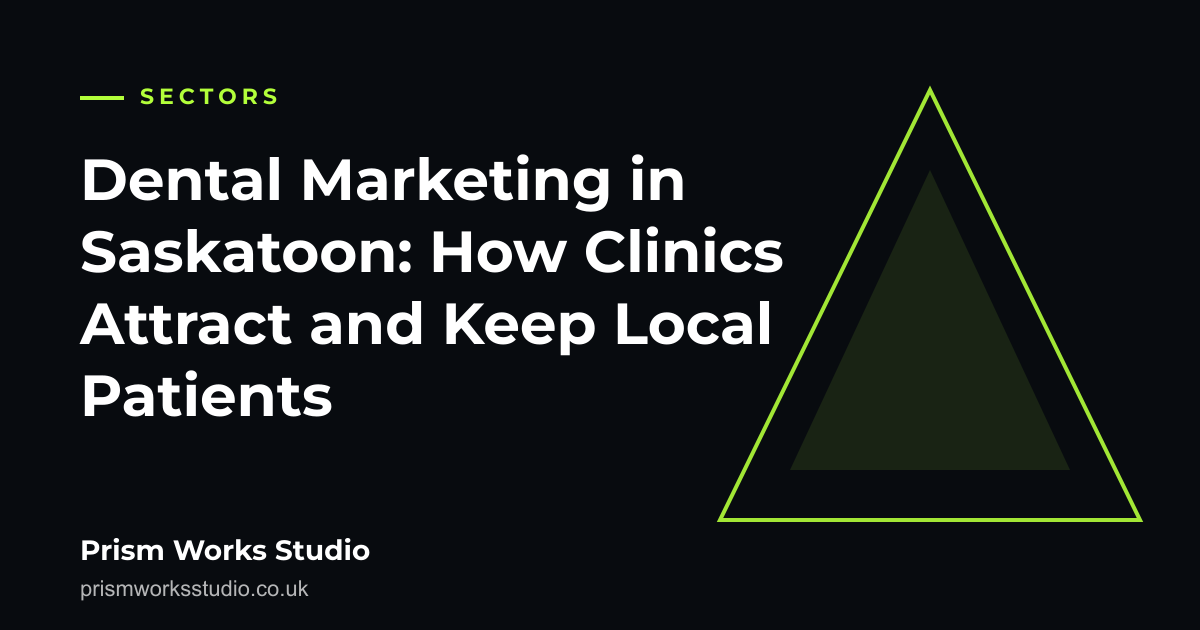 SECTORS
Dental Marketing in
Saskatoon: How Clinics
Attract and Keep Local
Patients
Prism Works Studio
prismworksstudio.co.uk